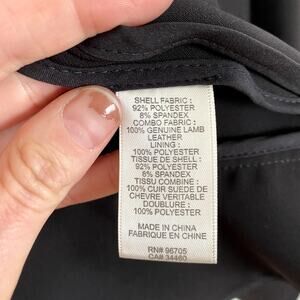 SHELL FABRIC :
92% POLYESTER
8% SPANDEX
COMBO FABRIC :
100% GENUINE LAMB
LEATHER
LINING :
100% POLYESTER
TISSUE DE SHELL :
92% POLYESTER
8% SPANDEX
TISSU COMBINE :
100% CUIR SUEDE DE
CHEVRE VERITABLE
DOUBLURE :
100% POLYESTER
MADE IN CHINA
FABRIQUE EN CHINE
RN# 96705
CA# 34460